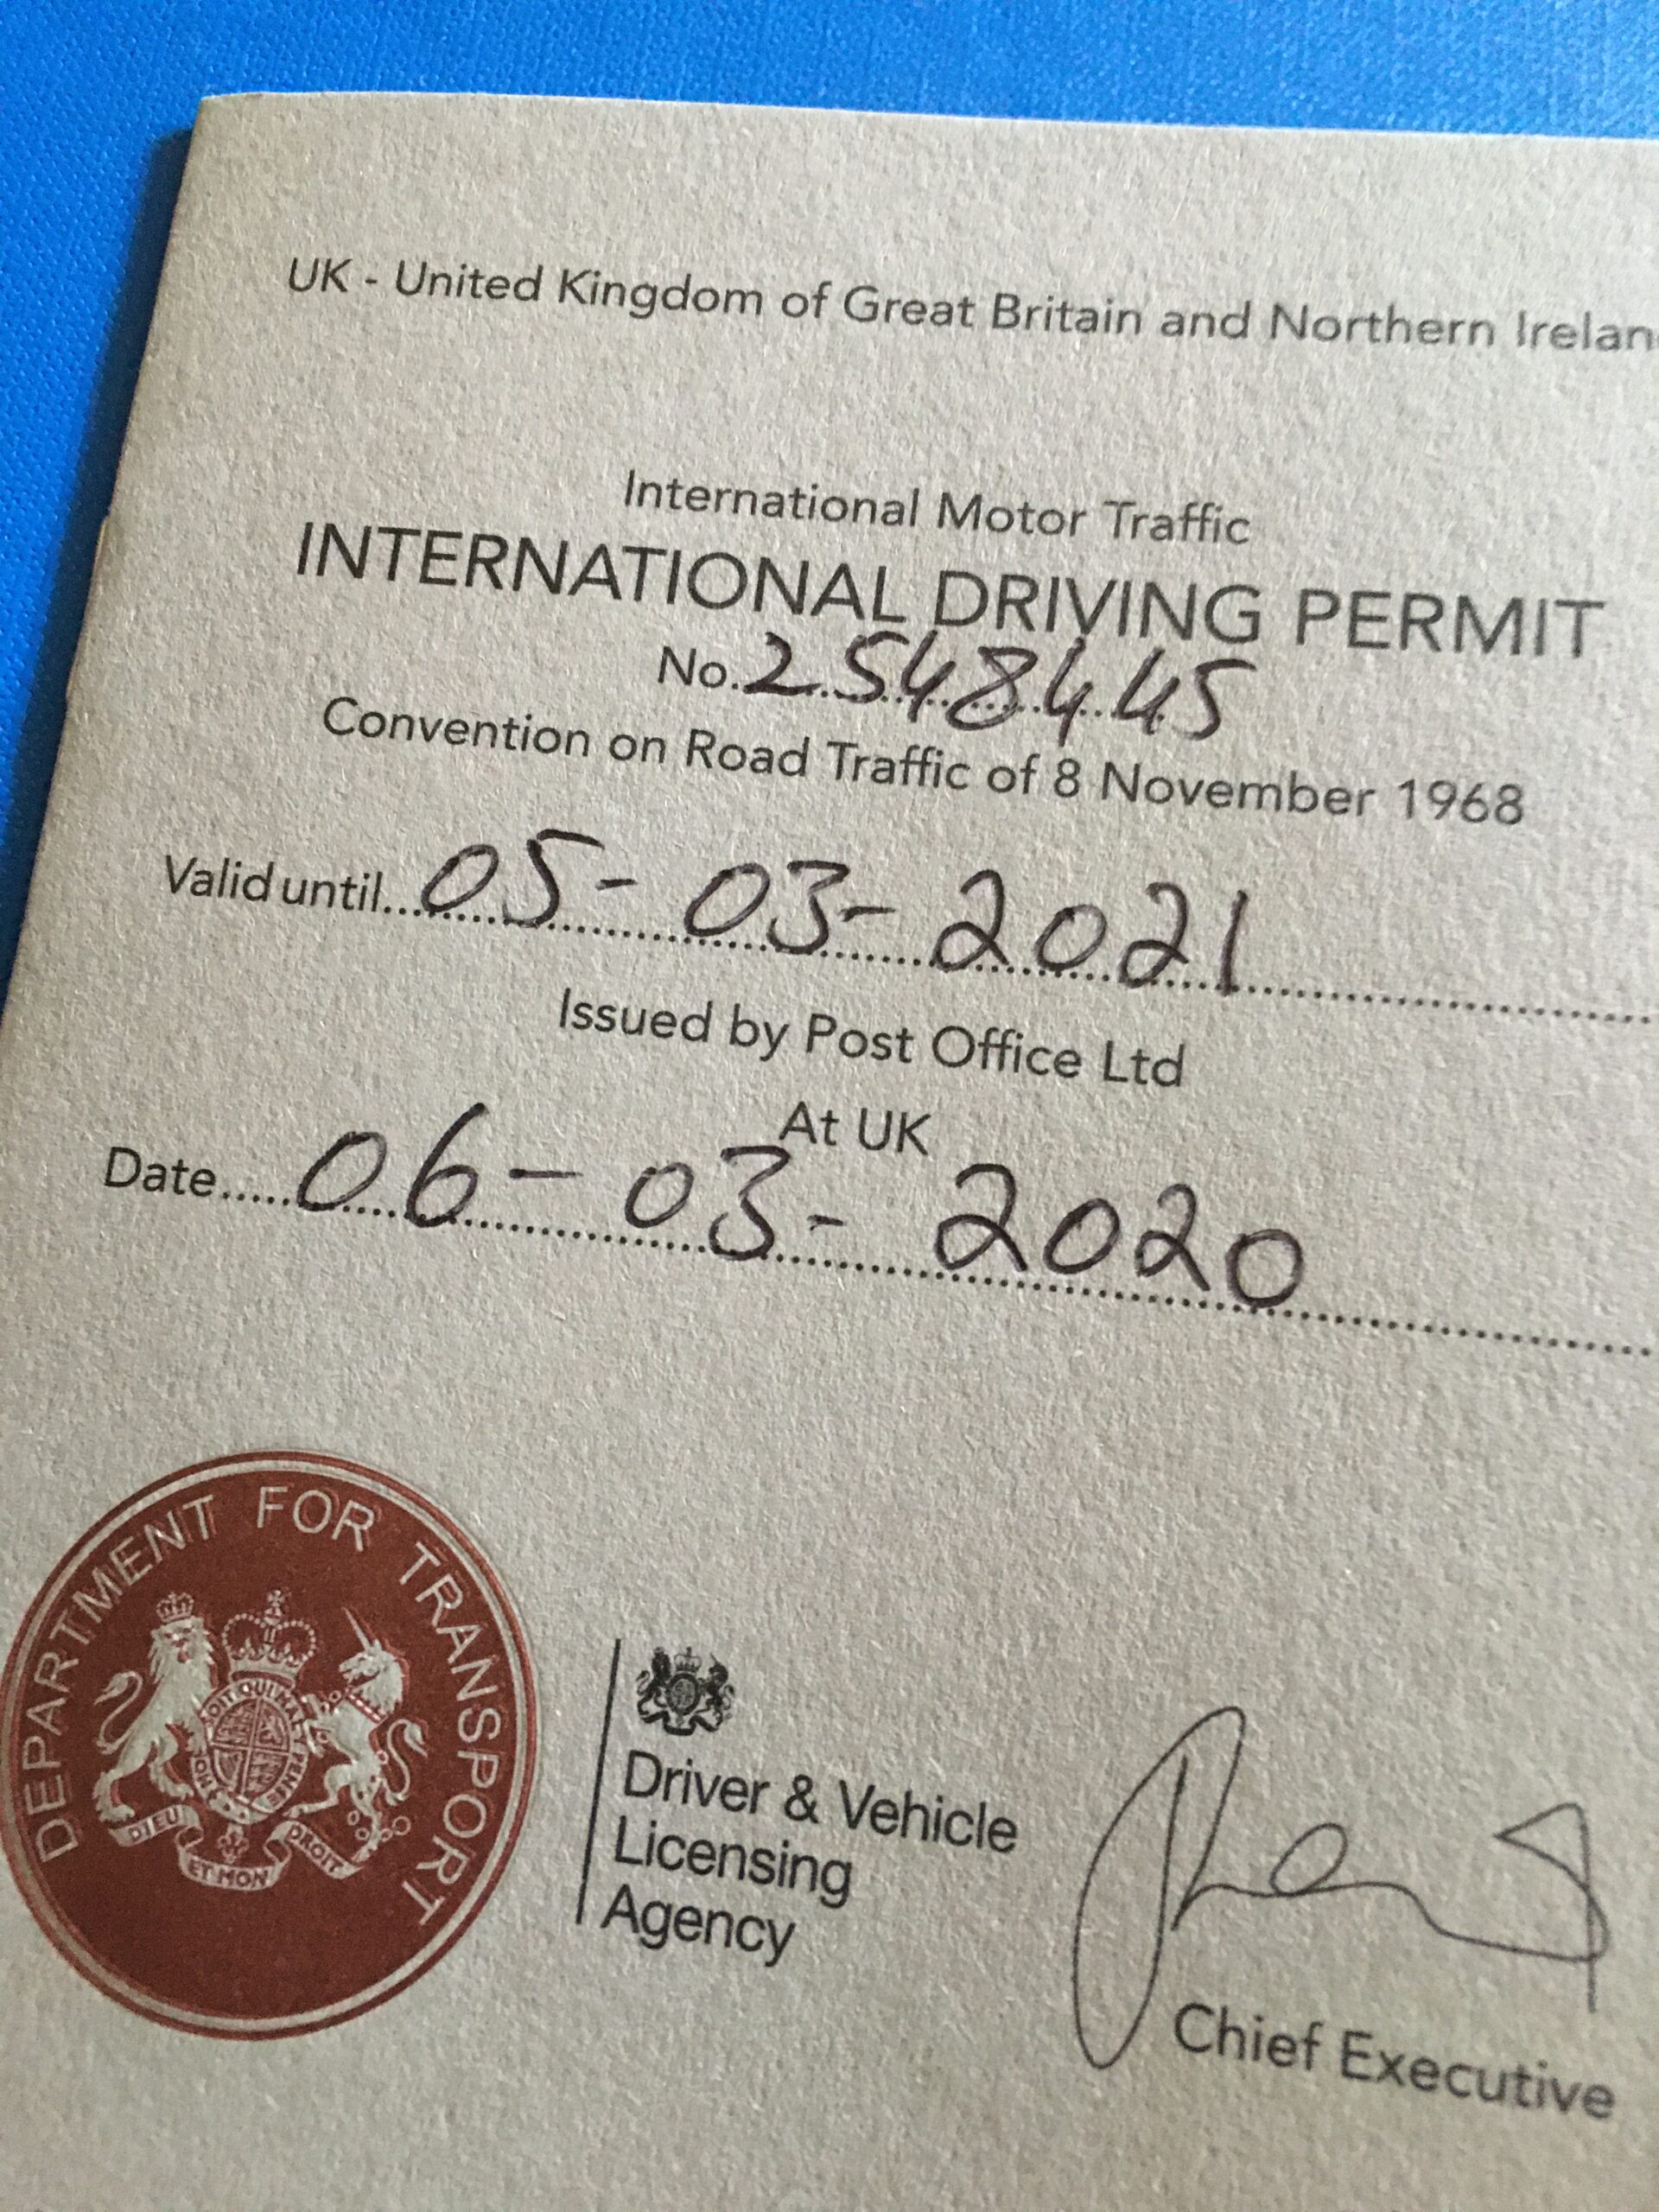 UK - United Kingdom of Great Britain and Northern Irelan
International Motor Traffic
INTERNATIONAL DRIVING PERMIT
No. 2548445
Convention on Road Traffic of 8 November 1968
Valid until 05-03-2021
Issued by Post Office Ltd
At UK
Date 06-03-2020
DEPARTMENT FOR TRANSPORT
DIEU ET MON DROIT
Driver & Vehicle
Licensing
Agency
Chief Executive